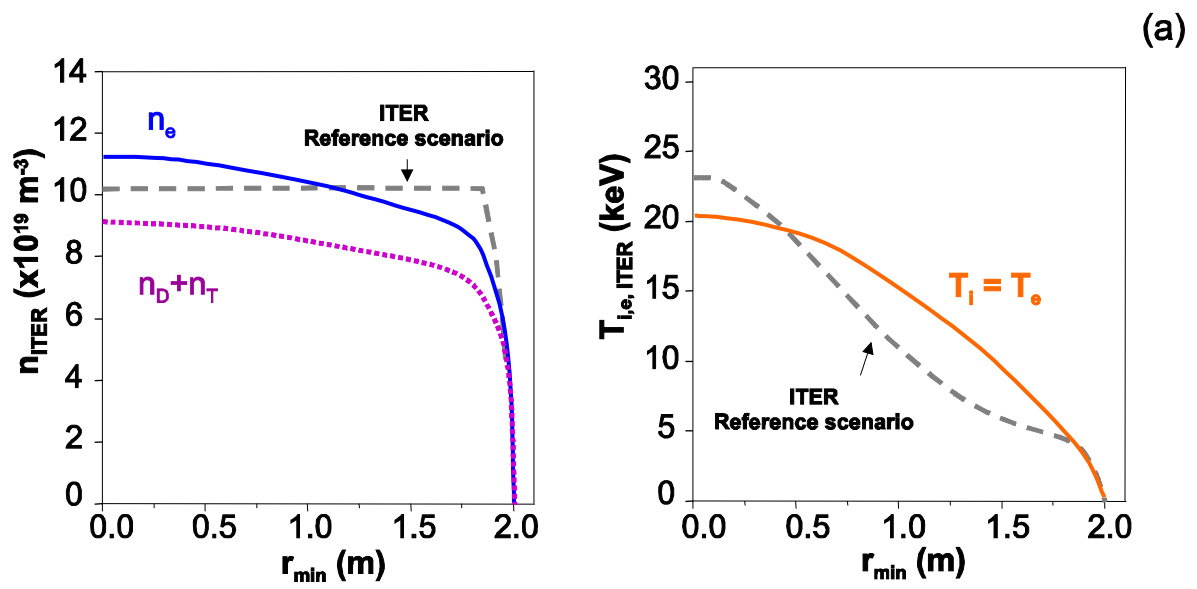 (a)
14
12
10
8
6
4
2
0
n_ITER (x10^19 m^-3)
n_e
ITER
Reference scenario
n_D+n_T
0.0 0.5 1.0 1.5 2.0
r_min (m)
30
25
20
15
10
5
0
T_i,e, ITER (keV)
T_i = T_e
ITER
Reference scenario
0.0 0.5 1.0 1.5 2.0
r_min (m)